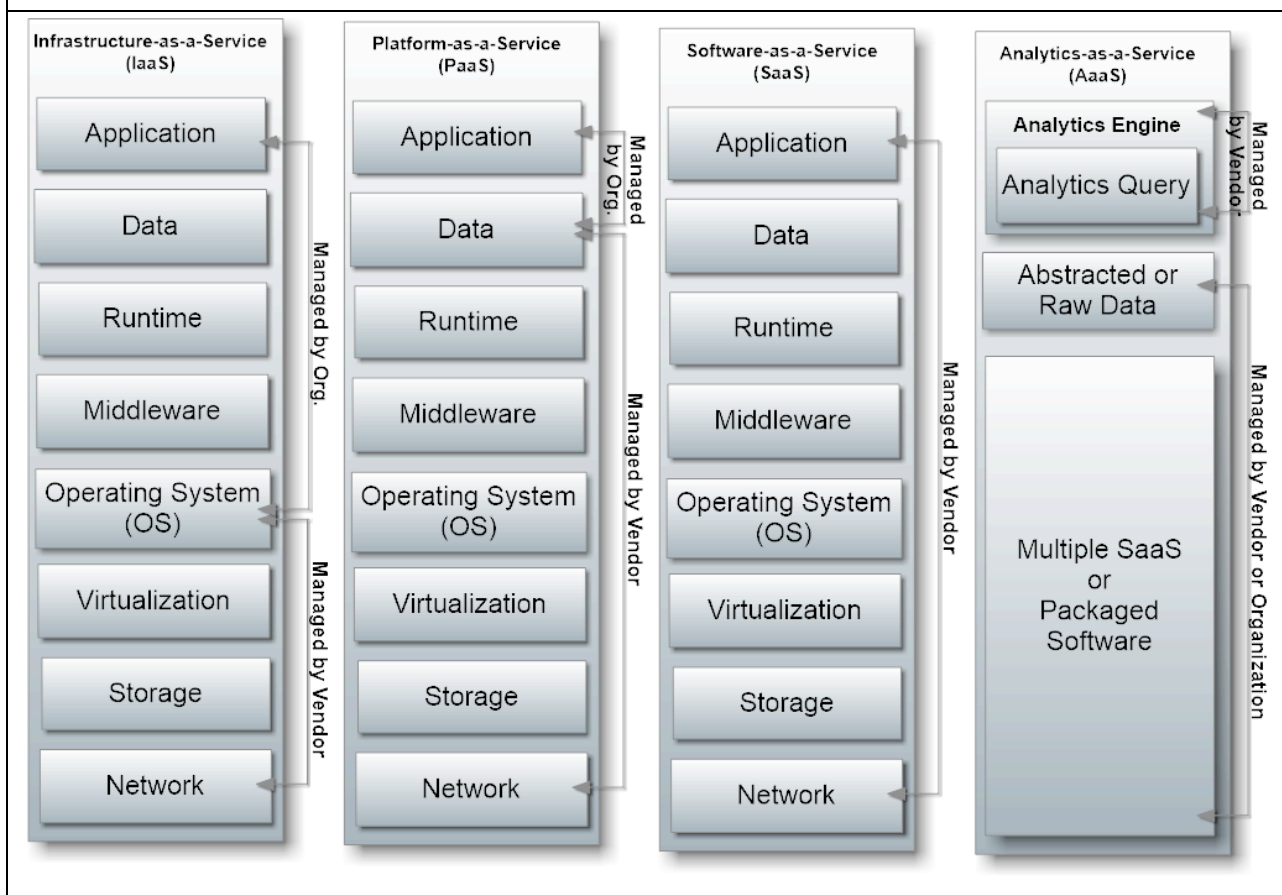 Infrastructure-as-a-Service
(IaaS)
Application
Data
Runtime
Middleware
Operating System
(OS)
Virtualization
Storage
Network
Managed by Org.
Managed by Vendor
Platform-as-a-Service
(PaaS)
Application
Data
Runtime
Middleware
Operating System
(OS)
Virtualization
Storage
Network
Managed
by Org.
Managed by Vendor
Software-as-a-Service
(SaaS)
Application
Data
Runtime
Middleware
Operating System
(OS)
Virtualization
Storage
Network
Managed by Vendor
Analytics-as-a-Service
(AaaS)
Analytics Engine
Analytics Query
Abstracted or
Raw Data
Multiple SaaS
or
Packaged
Software
Managed
by Vendor
Managed by Vendor or Organization